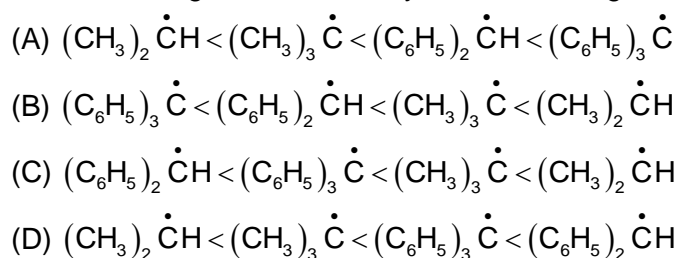 (A) (CH₃)₂ĊH < (CH₃)₃Ċ < (C₆H₅)₂ĊH < (C₆H₅)₃Ċ
(B) (C₆H₅)₃Ċ < (C₆H₅)₂ĊH < (CH₃)₃Ċ < (CH₃)₂ĊH
(C) (C₆H₅)₂ĊH < (C₆H₅)₃Ċ < (CH₃)₃Ċ < (CH₃)₂ĊH
(D) (CH₃)₂ĊH < (CH₃)₃Ċ < (C₆H₅)₃Ċ < (C₆H₅)₂ĊH